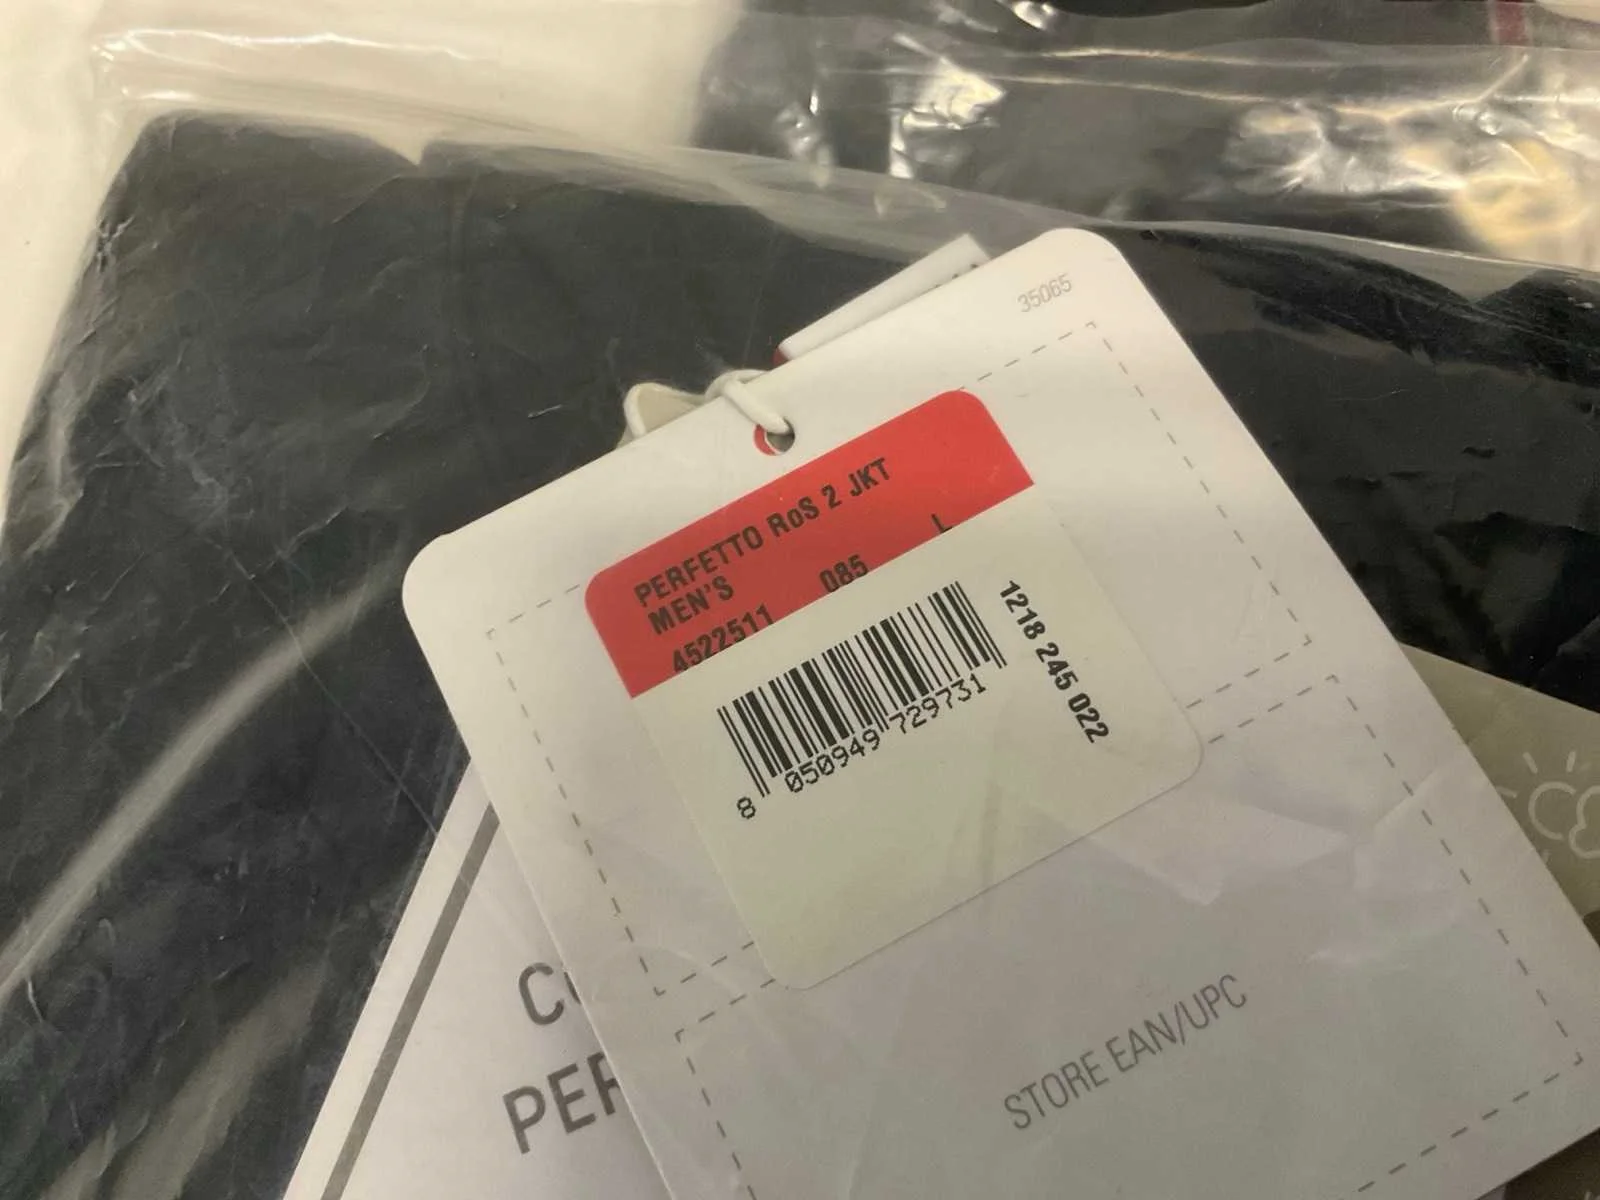 35065
PERFETTO RoS 2 JKT
MEN'S
4522511 085 L
1218 245 022
8 050949 729731
STORE EAN/UPC